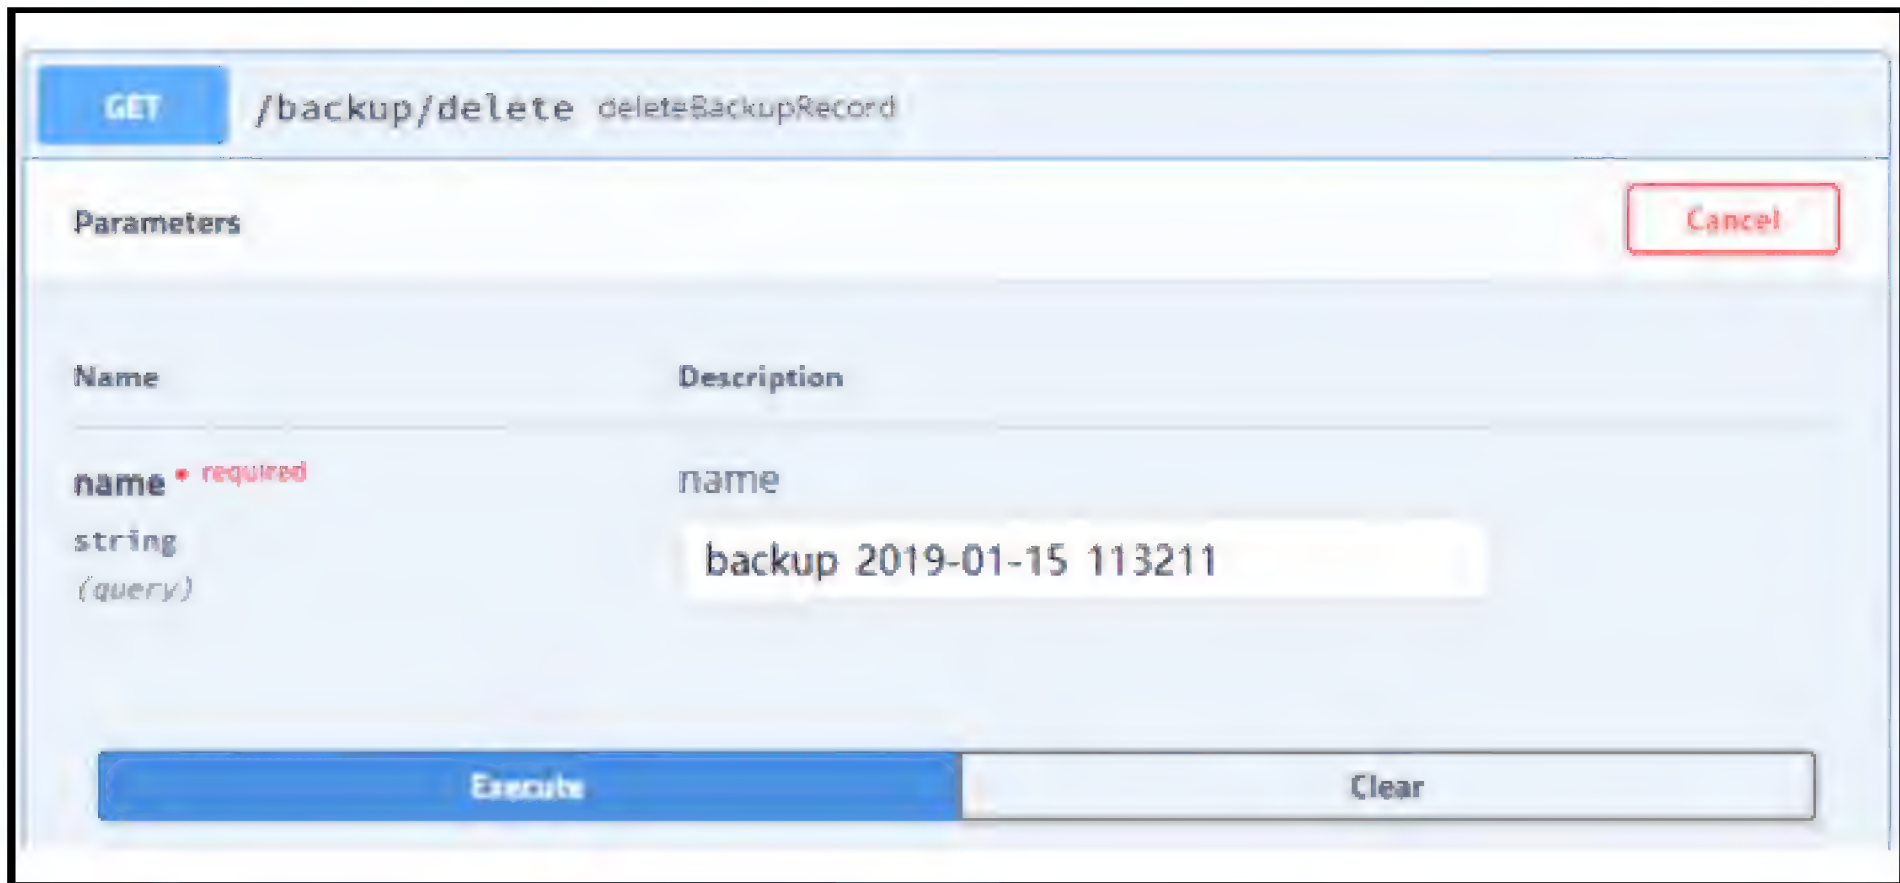 GET /backup/delete deleteBackupRecord
Parameters Cancel
Name Description
name * required name
string
backup 2019-01-15 113211
(query)
Execute Clear